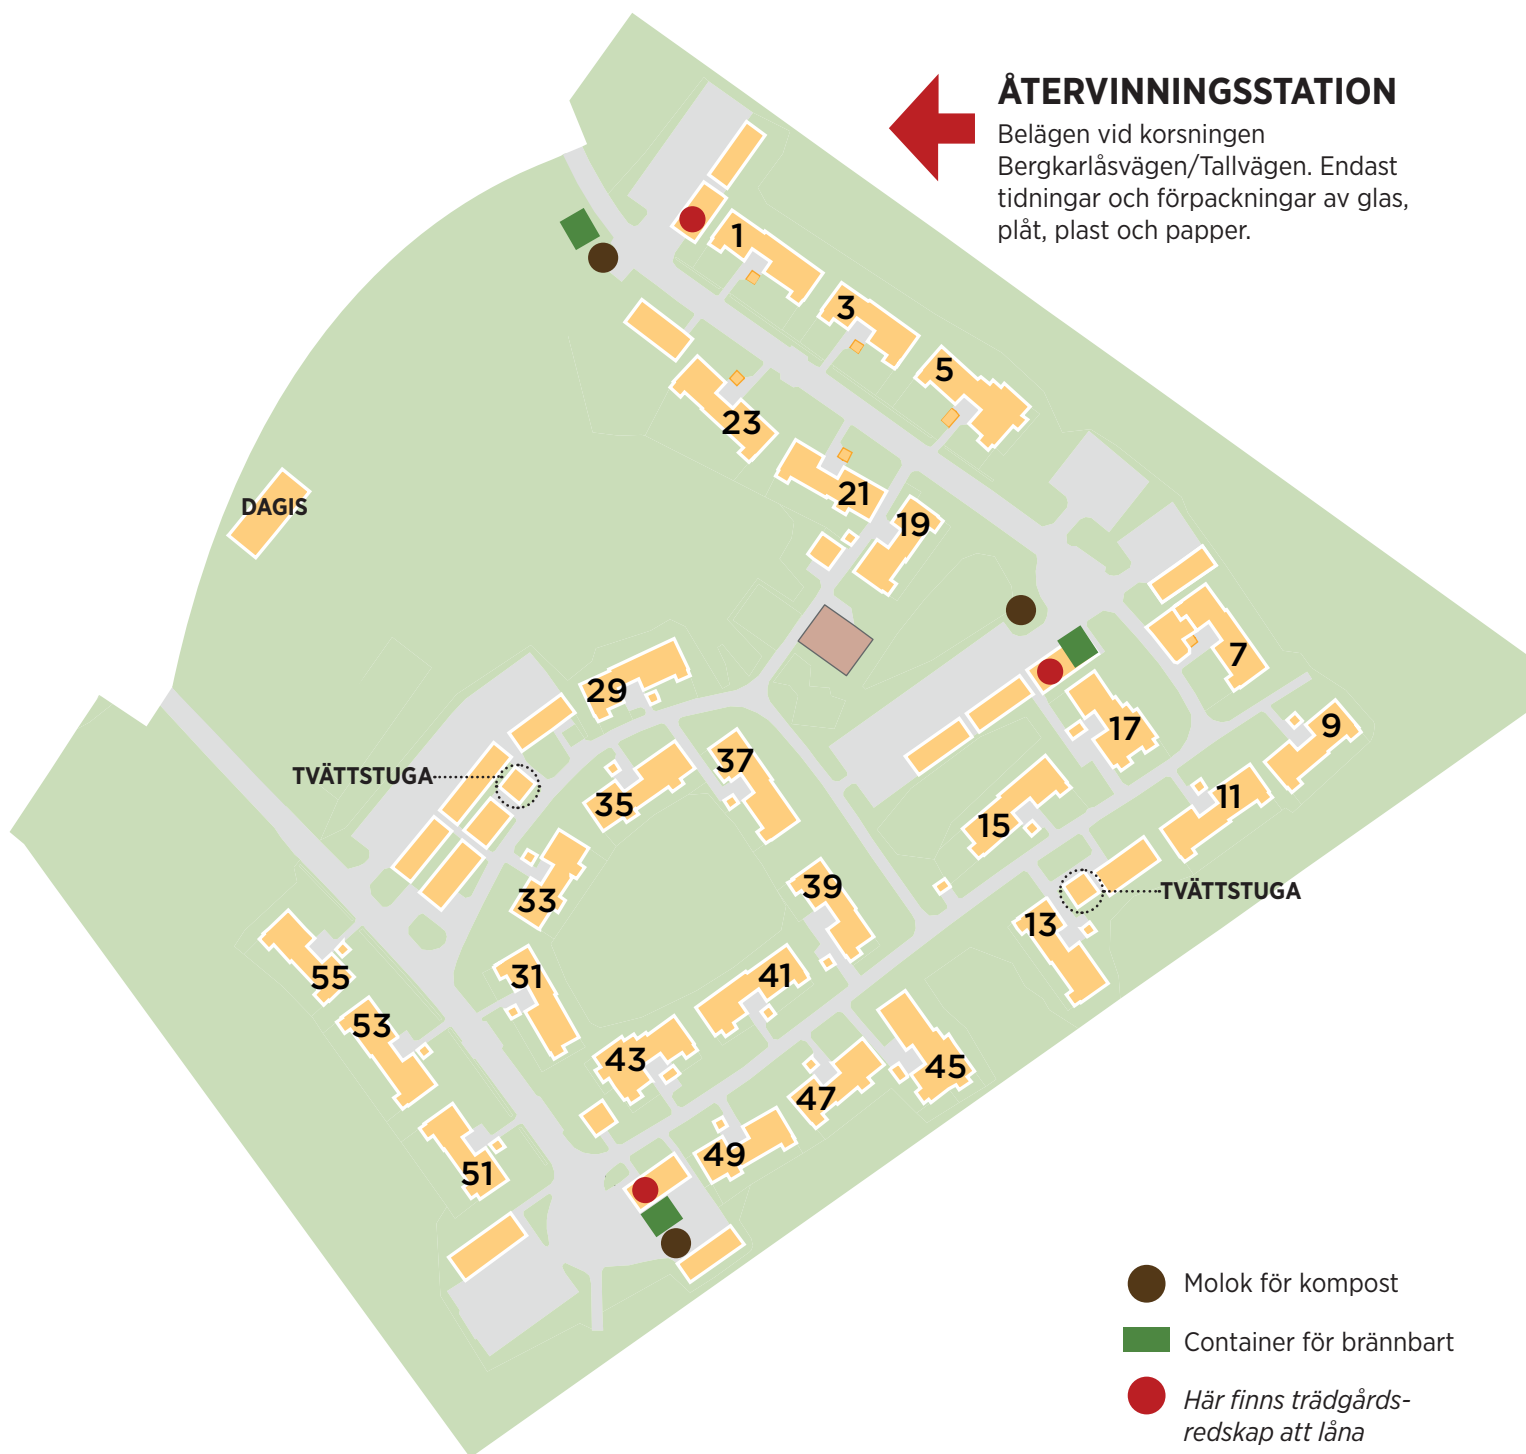 ÅTERVINNINGSSTATION
Belägen vid korsningen
Bergkarlåsvägen/Tallvägen. Endast
tidningar och förpackningar av glas,
plåt, plast och papper.
1
3
5
23
21
19
DAGIS
7
29
17
9
37
TVÄTTSTUGA
35
11
15
39
33
TVÄTTSTUGA
13
41
31
55
53
43
45
47
49
51
Molok för kompost
Container för brännbart
Här finns trädgårds-
redskap att låna